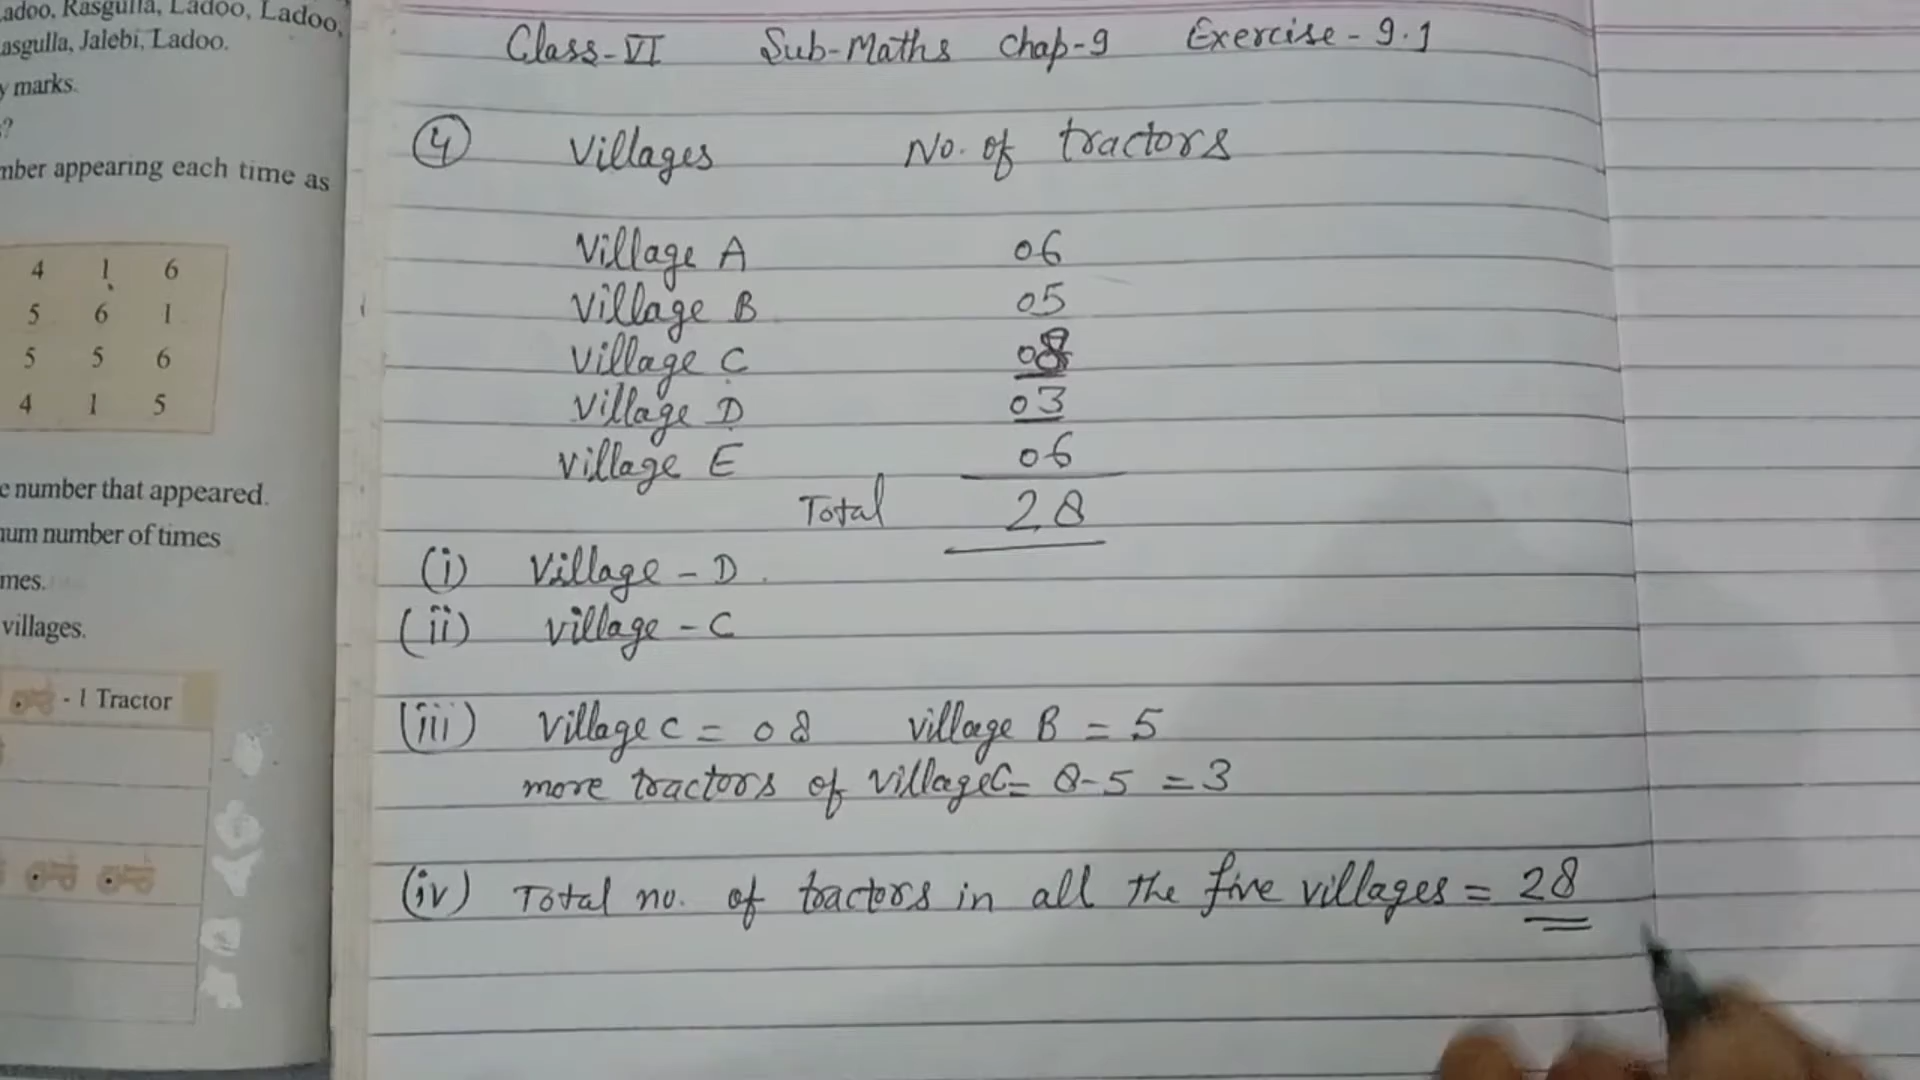 adoo, Rasgulla, Ladoo, Ladoo,
asgulla, Jalebi, Ladoo.
y marks.
?
mber appearing each time as
4 1 6
5 6 1
5 5 6
4 1 5
e number that appeared.
num number of times
mes.
villages.
- 1 Tractor
Class-VI Sub-Maths Chap-9 Exercise-9.1
4 Villages No. of tractors
Village A 06
Village B 05
Village C 08
Village D 03
Village E 06
Total 28
(i) Village - D.
(ii) Village - C
(iii) Village C = 08 Village B = 5
more tractors of Village C = 8-5 = 3
(iv) Total no. of tractors in all the five villages = 28